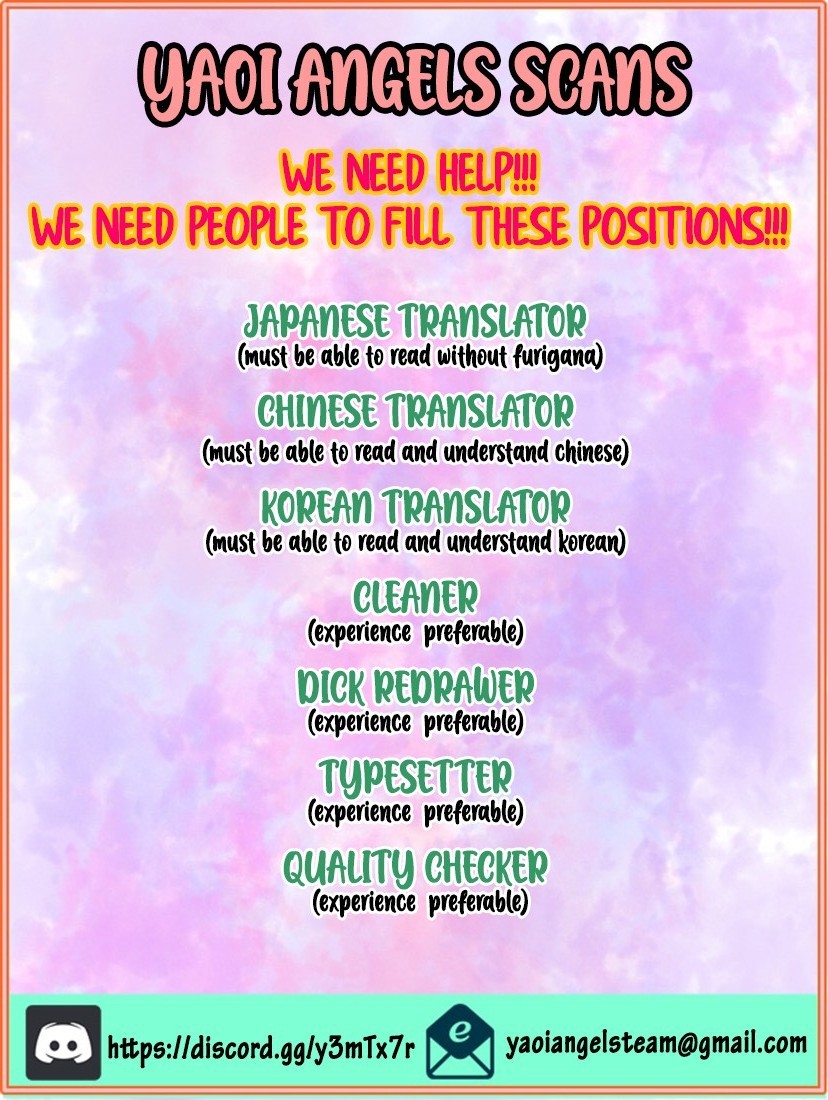 YAOI ANGELS SCANS
WE NEED HELP!!!
WE NEED PEOPLE TO FILL THESE POSITIONS!!!
JAPANESE TRANSLATOR
(must be able to read without furigana)
CHINESE TRANSLATOR
(must be able to read and understand chinese)
KOREAN TRANSLATOR
(must be able to read and understand korean)
CLEANER
(experience preferable)
DICK REDRAWER
(experience preferable)
TYPESETTER
(experience preferable)
QUALITY CHECKER
(experience preferable)
https://discord.gg/y3mTx7r
e
yaoiangelsteam@gmail.com